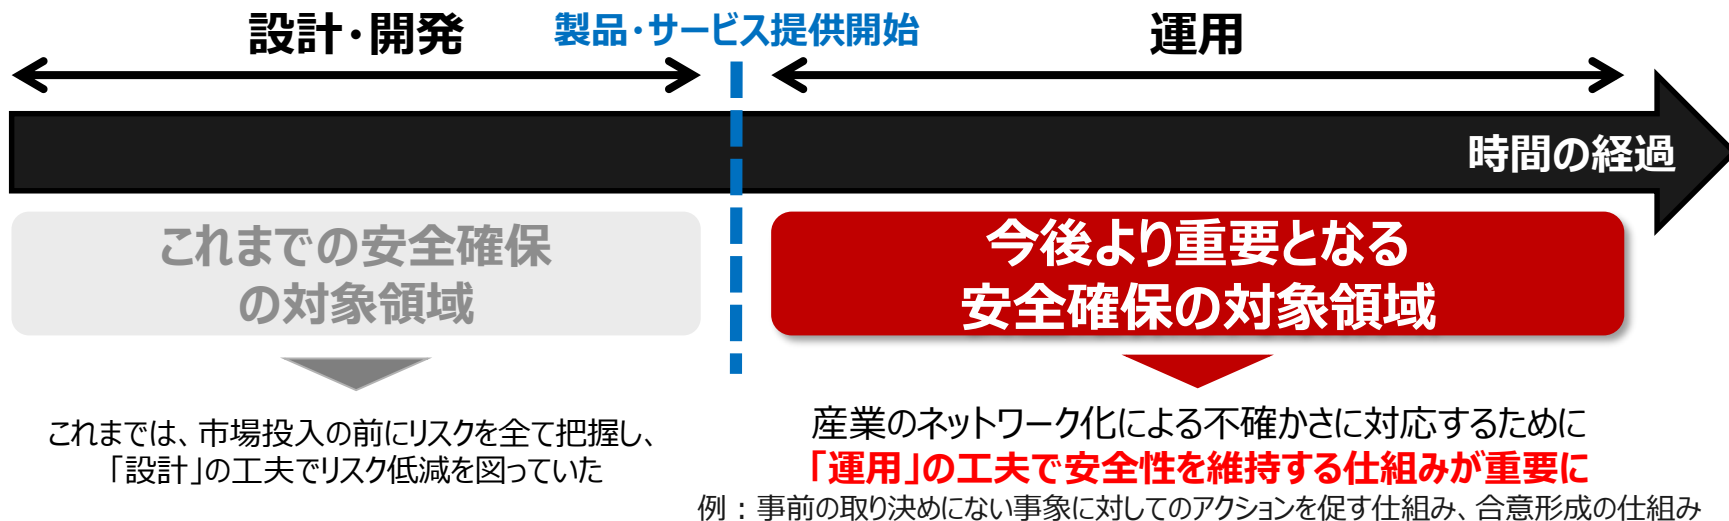 設計・開発
製品・サービス提供開始
運用
時間の経過
これまでの安全確保
の対象領域
今後より重要となる
安全確保の対象領域
これまでは、市場投入の前にリスクを全て把握し、
「設計」の工夫でリスク低減を図っていた
産業のネットワーク化による不確かさに対応するために
「運用」の工夫で安全性を維持する仕組みが重要に
例：事前の取り決めにない事象に対してのアクションを促す仕組み、合意形成の仕組み